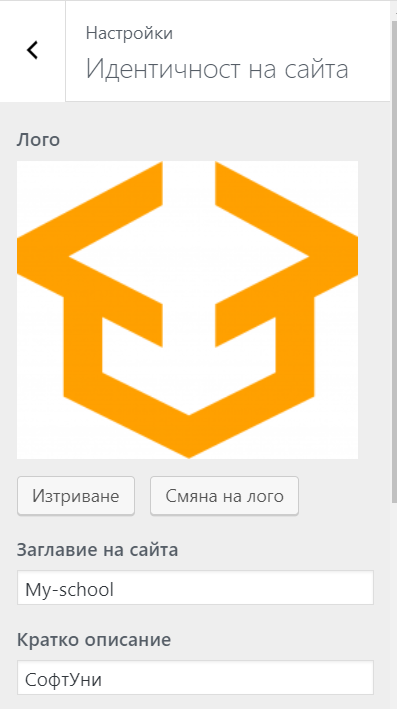 Настройки
Идентичност на сайта
Лого
Изтриване
Смяна на лого
Заглавие на сайта
My-school
Кратко описание
СофтУни